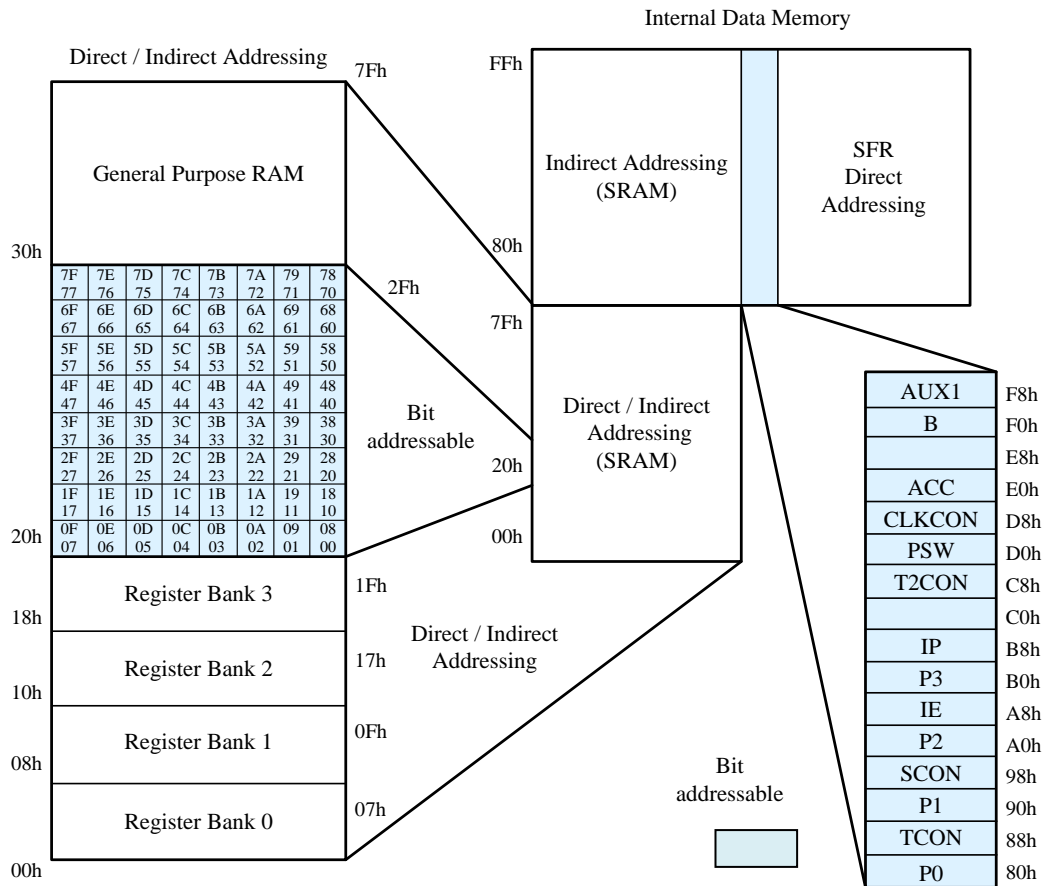 Internal Data Memory
Direct / Indirect Addressing
7Fh
General Purpose RAM
30h
7F 7E 7D 7C 7B 7A 79 78
77 76 75 74 73 72 71 70
6F 6E 6D 6C 6B 6A 69 68
67 66 65 64 63 62 61 60
5F 5E 5D 5C 5B 5A 59 58
57 56 55 54 53 52 51 50
4F 4E 4D 4C 4B 4A 49 48
47 46 45 44 43 42 41 40
3F 3E 3D 3C 3B 3A 39 38
37 36 35 34 33 32 31 30
2F 2E 2D 2C 2B 2A 29 28
27 26 25 24 23 22 21 20
1F 1E 1D 1C 1B 1A 19 18
17 16 15 14 13 12 11 10
0F 0E 0D 0C 0B 0A 09 08
07 06 05 04 03 02 01 00
2Fh
Bit
addressable
20h
Register Bank 3
1Fh
18h
Register Bank 2
17h
10h
Register Bank 1
0Fh
08h
Register Bank 0
07h
00h
Direct / Indirect
Addressing
FFh
Indirect Addressing
(SRAM)
80h
SFR
Direct
Addressing
7Fh
Direct / Indirect
Addressing
(SRAM)
20h
00h
AUX1 F8h
B F0h
E8h
ACC E0h
CLKCON D8h
PSW D0h
T2CON C8h
C0h
IP B8h
P3 B0h
IE A8h
P2 A0h
SCON 98h
P1 90h
TCON 88h
P0 80h
Bit
addressable